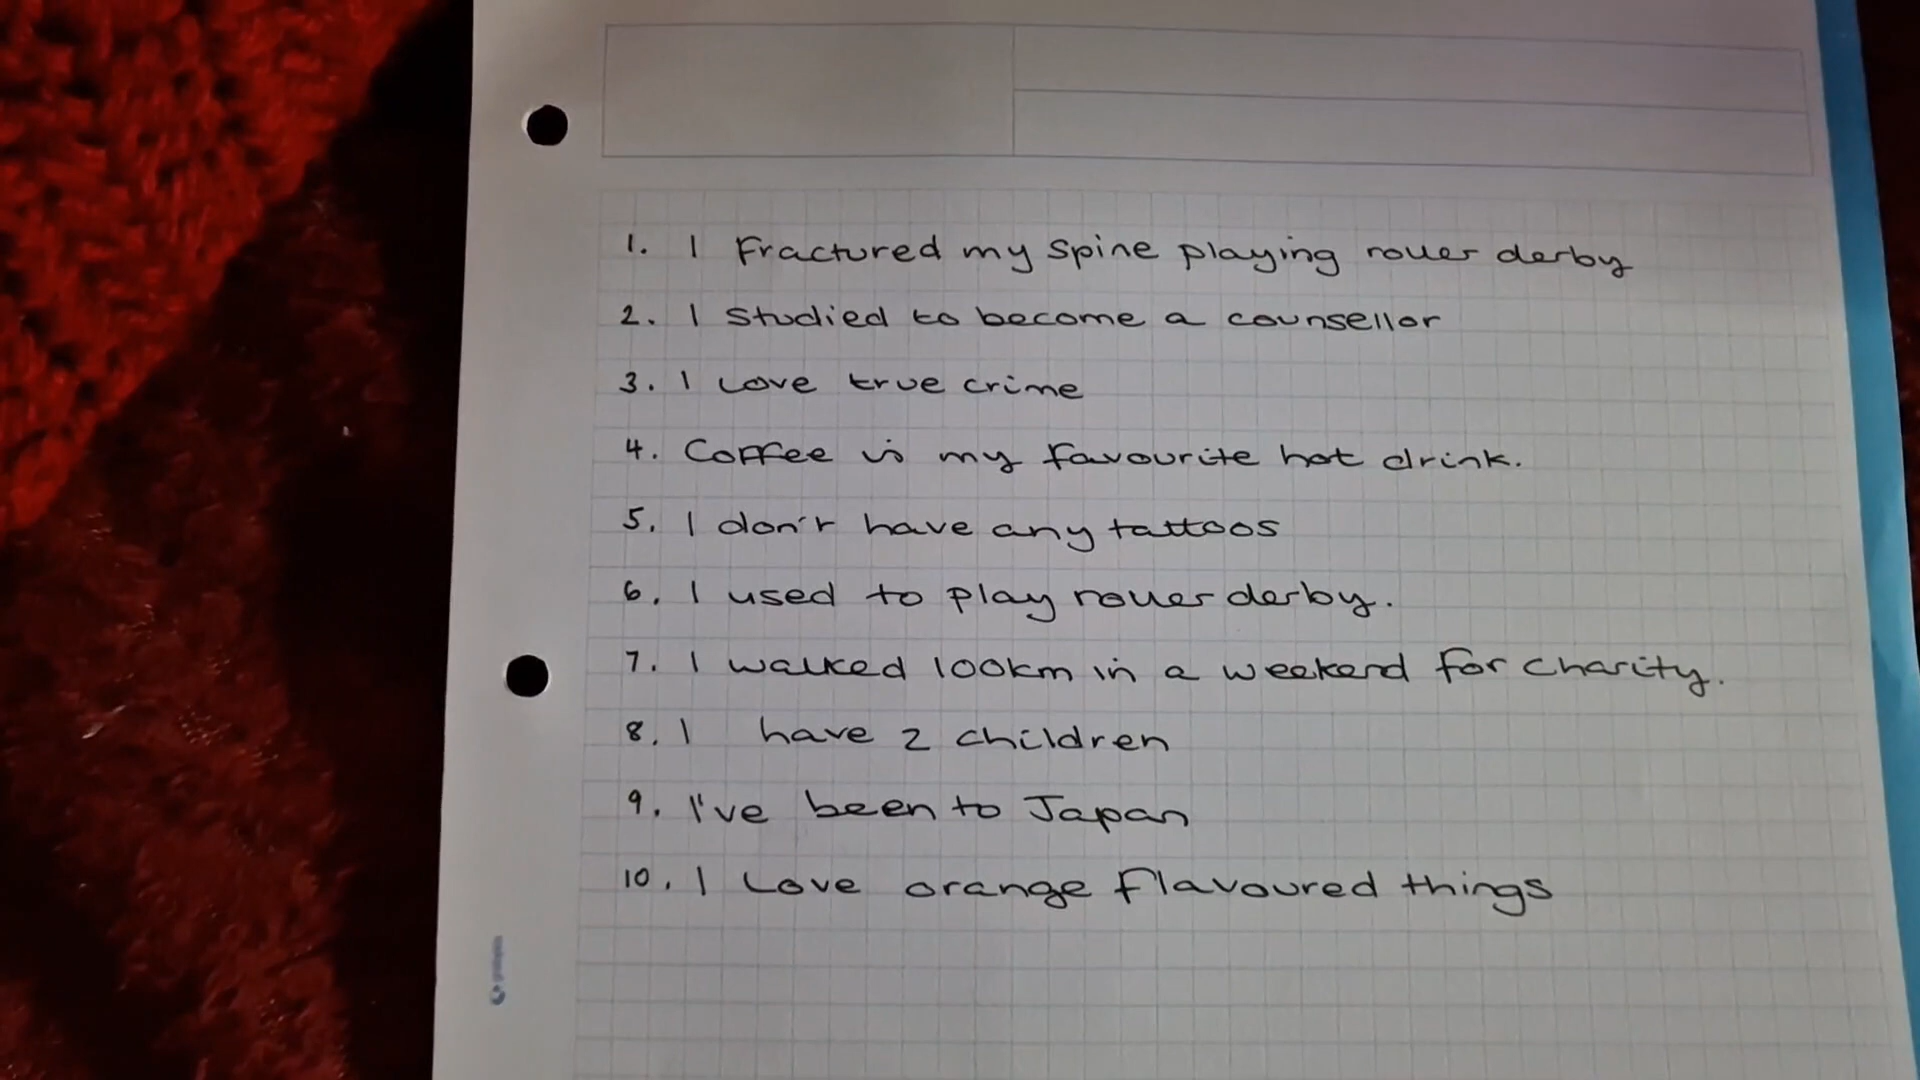 1. I Fractured my spine playing roller derby
2. I studied to become a counsellor
3. I love true crime
4. Coffee is my favourite hot drink.
5. I don't have any tattoos
6. I used to play roller derby.
7. I walked 100km in a weekend for charity.
8. I have 2 children
9. I've been to Japan
10. I love orange flavoured things